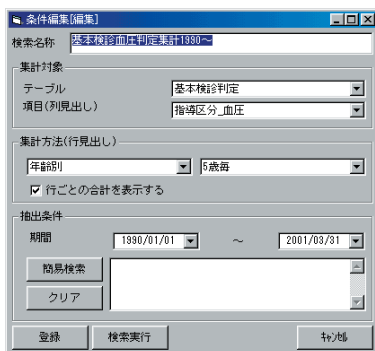 条件編集[編集]
検索名称 基本検診血圧判定集計1990～
集計対象
テーブル 基本検診判定
項目(列見出し) 指導区分_血圧
集計方法(行見出し)
年齢別 5歳毎
行ごとの合計を表示する
抽出条件
期間 1990/01/01 ～ 2001/03/31
簡易検索
クリア
登録 検索実行 ｷｬﾝｾﾙ